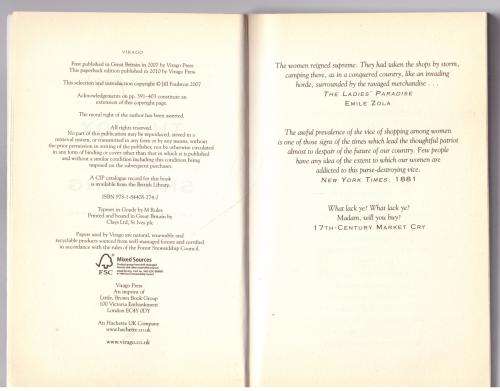 VIRAGO
First published in Great Britain in 2007 by Virago Press
This paperback edition published in 2010 by Virago Press
This selection and introduction copyright © Jill Foulston 2007
Acknowledgements on pp. 391–403 constitute an
extension of this copyright page.
The moral right of the author has been asserted.
All rights reserved.
No part of this publication may be reproduced, stored in a
retrieval system, or transmitted in any form or by any means, without
the prior permission in writing of the publisher, nor be otherwise circulated
in any form of binding or cover other than that in which it is published
and without a similar condition including this condition being
imposed on the subsequent purchaser.
A CIP catalogue record for this book
is available from the British Library.
ISBN 978-1-84408-274-2
Typeset in Goudy by M Rules
Printed and bound in Great Britain by
Clays Ltd, St Ives plc
Papers used by Virago are natural, renewable and
recyclable products sourced from well-managed forests and certified
in accordance with the rules of the Forest Stewardship Council.
Mixed Sources
FSC
Virago Press
An imprint of
Little, Brown Book Group
100 Victoria Embankment
London EC4Y 0DY
An Hachette UK Company
www.hachette.co.uk
www.virago.co.uk
The women reigned supreme. They had taken the shops by storm,
camping there, as in a conquered country, like an invading
horde, surrounded by the ravaged merchandise . . .
THE LADIES' PARADISE
EMILE ZOLA
The awful prevalence of the vice of shopping among women
is one of those signs of the times which lead the thoughtful patriot
almost to despair of the future of our country. Few people
have any idea of the extent to which our women are
addicted to this purse-destroying vice.
NEW YORK TIMES: 1881
What lack ye? What lack ye?
Madam, will you buy?
17TH-CENTURY MARKET CRY